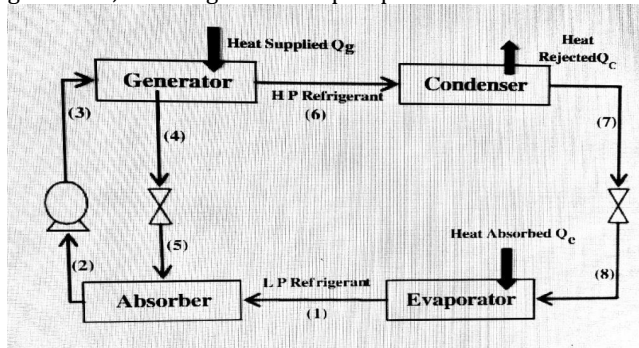 Heat Supplied Qg
Heat
RejectedQc
Generator
Condenser
H P Refrigerant
(6)
(3)
(4)
(7)
Heat Absorbed Qe
(5)
(8)
(2)
L P Refrigerant
Absorber
Evaporator
(1)